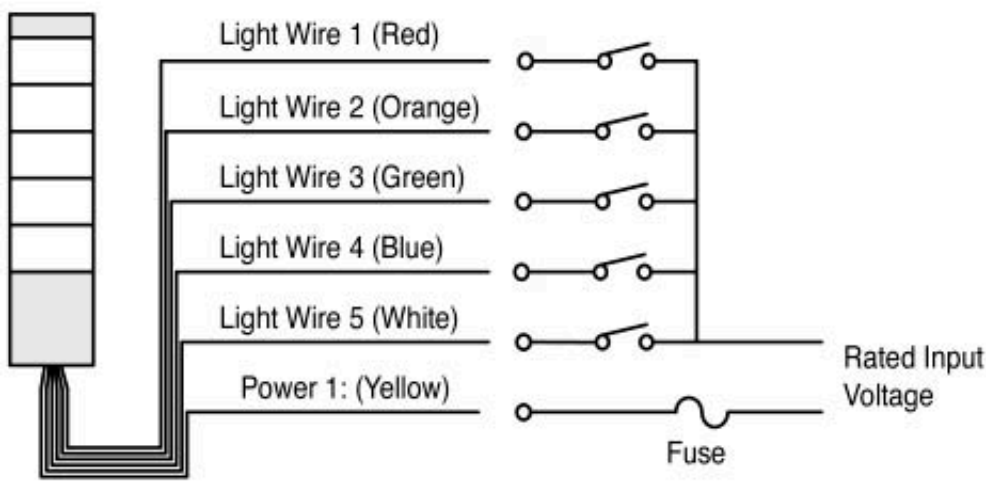 Light Wire 1 (Red)
Light Wire 2 (Orange)
Light Wire 3 (Green)
Light Wire 4 (Blue)
Light Wire 5 (White)
Power 1: (Yellow)
Rated Input
Voltage
Fuse